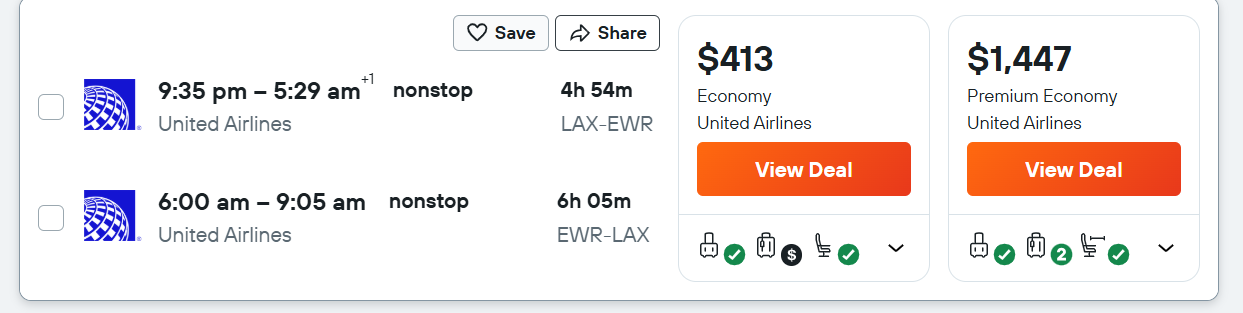 Save Share
9:35 pm – 5:29 am+1 nonstop 4h 54m
United Airlines LAX-EWR
6:00 am – 9:05 am nonstop 6h 05m
United Airlines EWR-LAX
$413
Economy
United Airlines
View Deal
$
$1,447
Premium Economy
United Airlines
View Deal
2